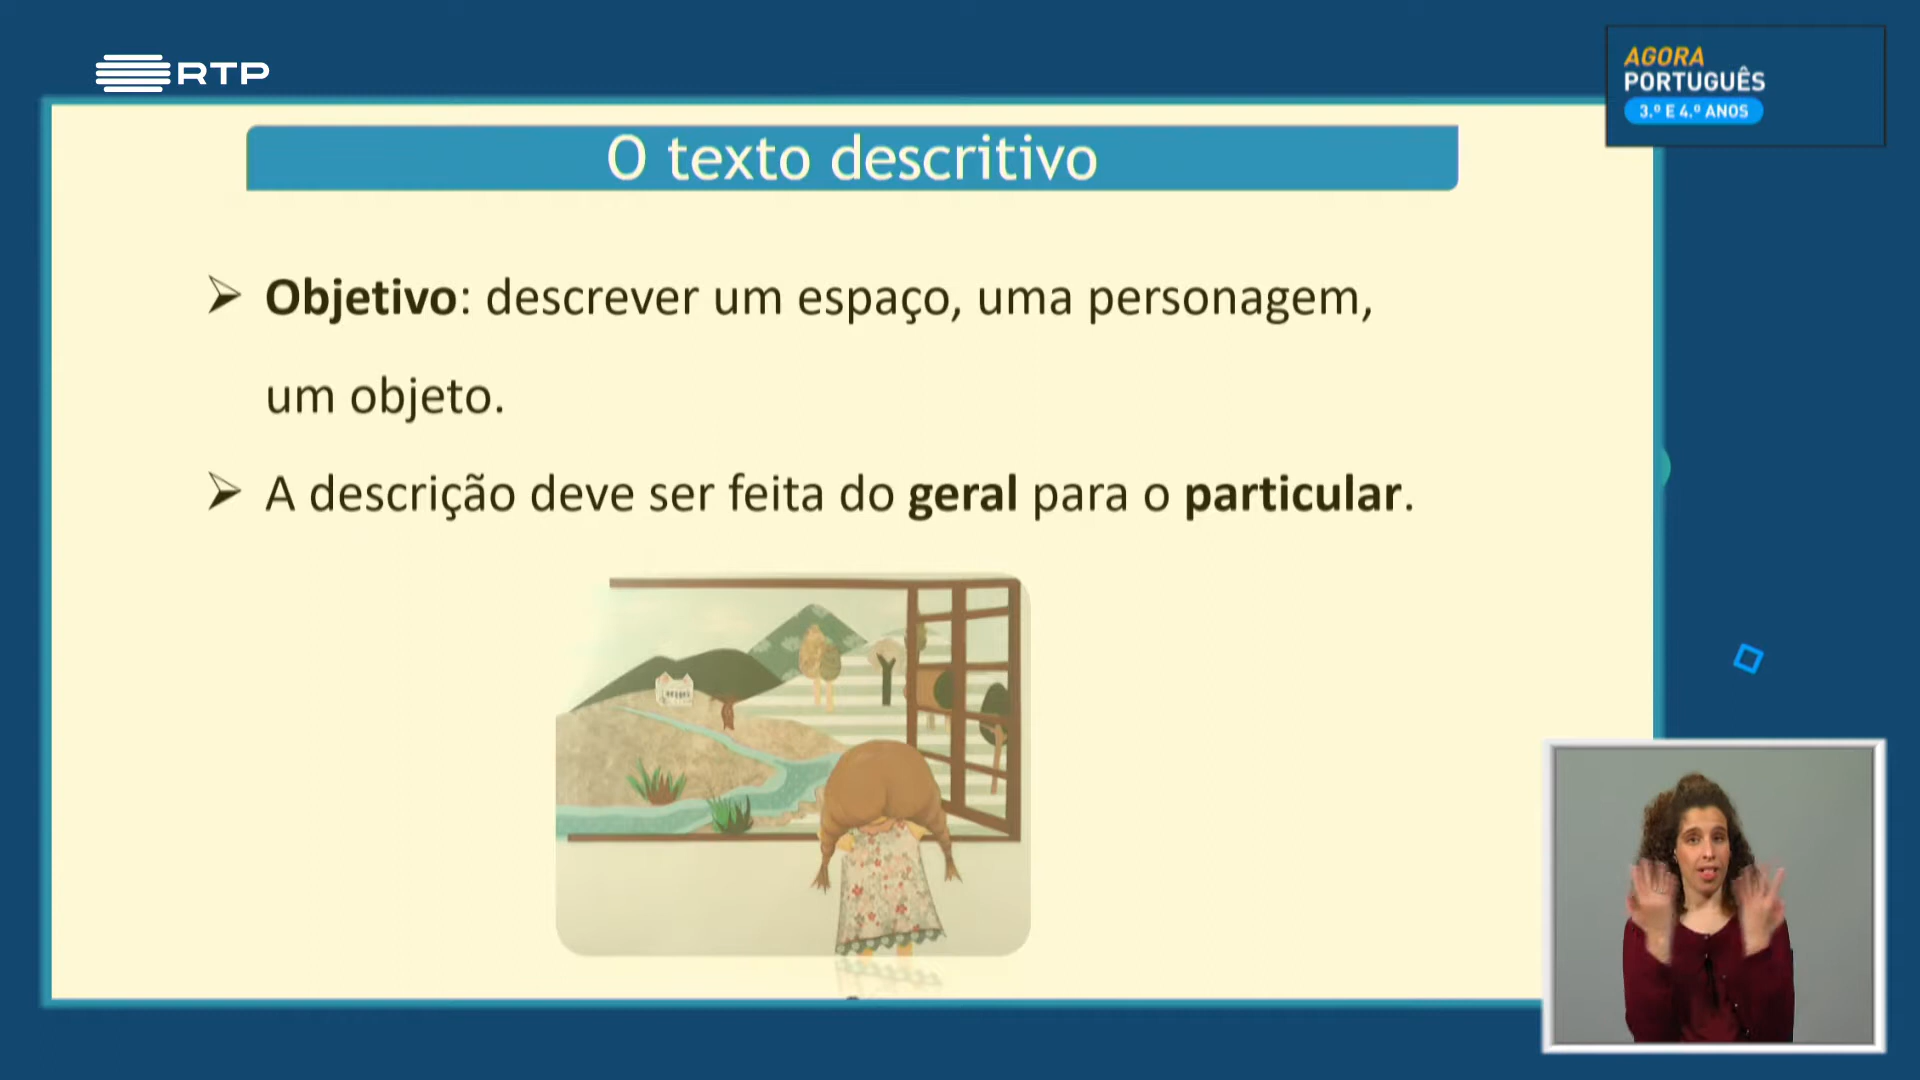 RTP
AGORA
PORTUGUÊS
3.º E 4.º ANOS
O texto descritivo
➢ Objetivo: descrever um espaço, uma personagem,
um objeto.
➢ A descrição deve ser feita do geral para o particular.